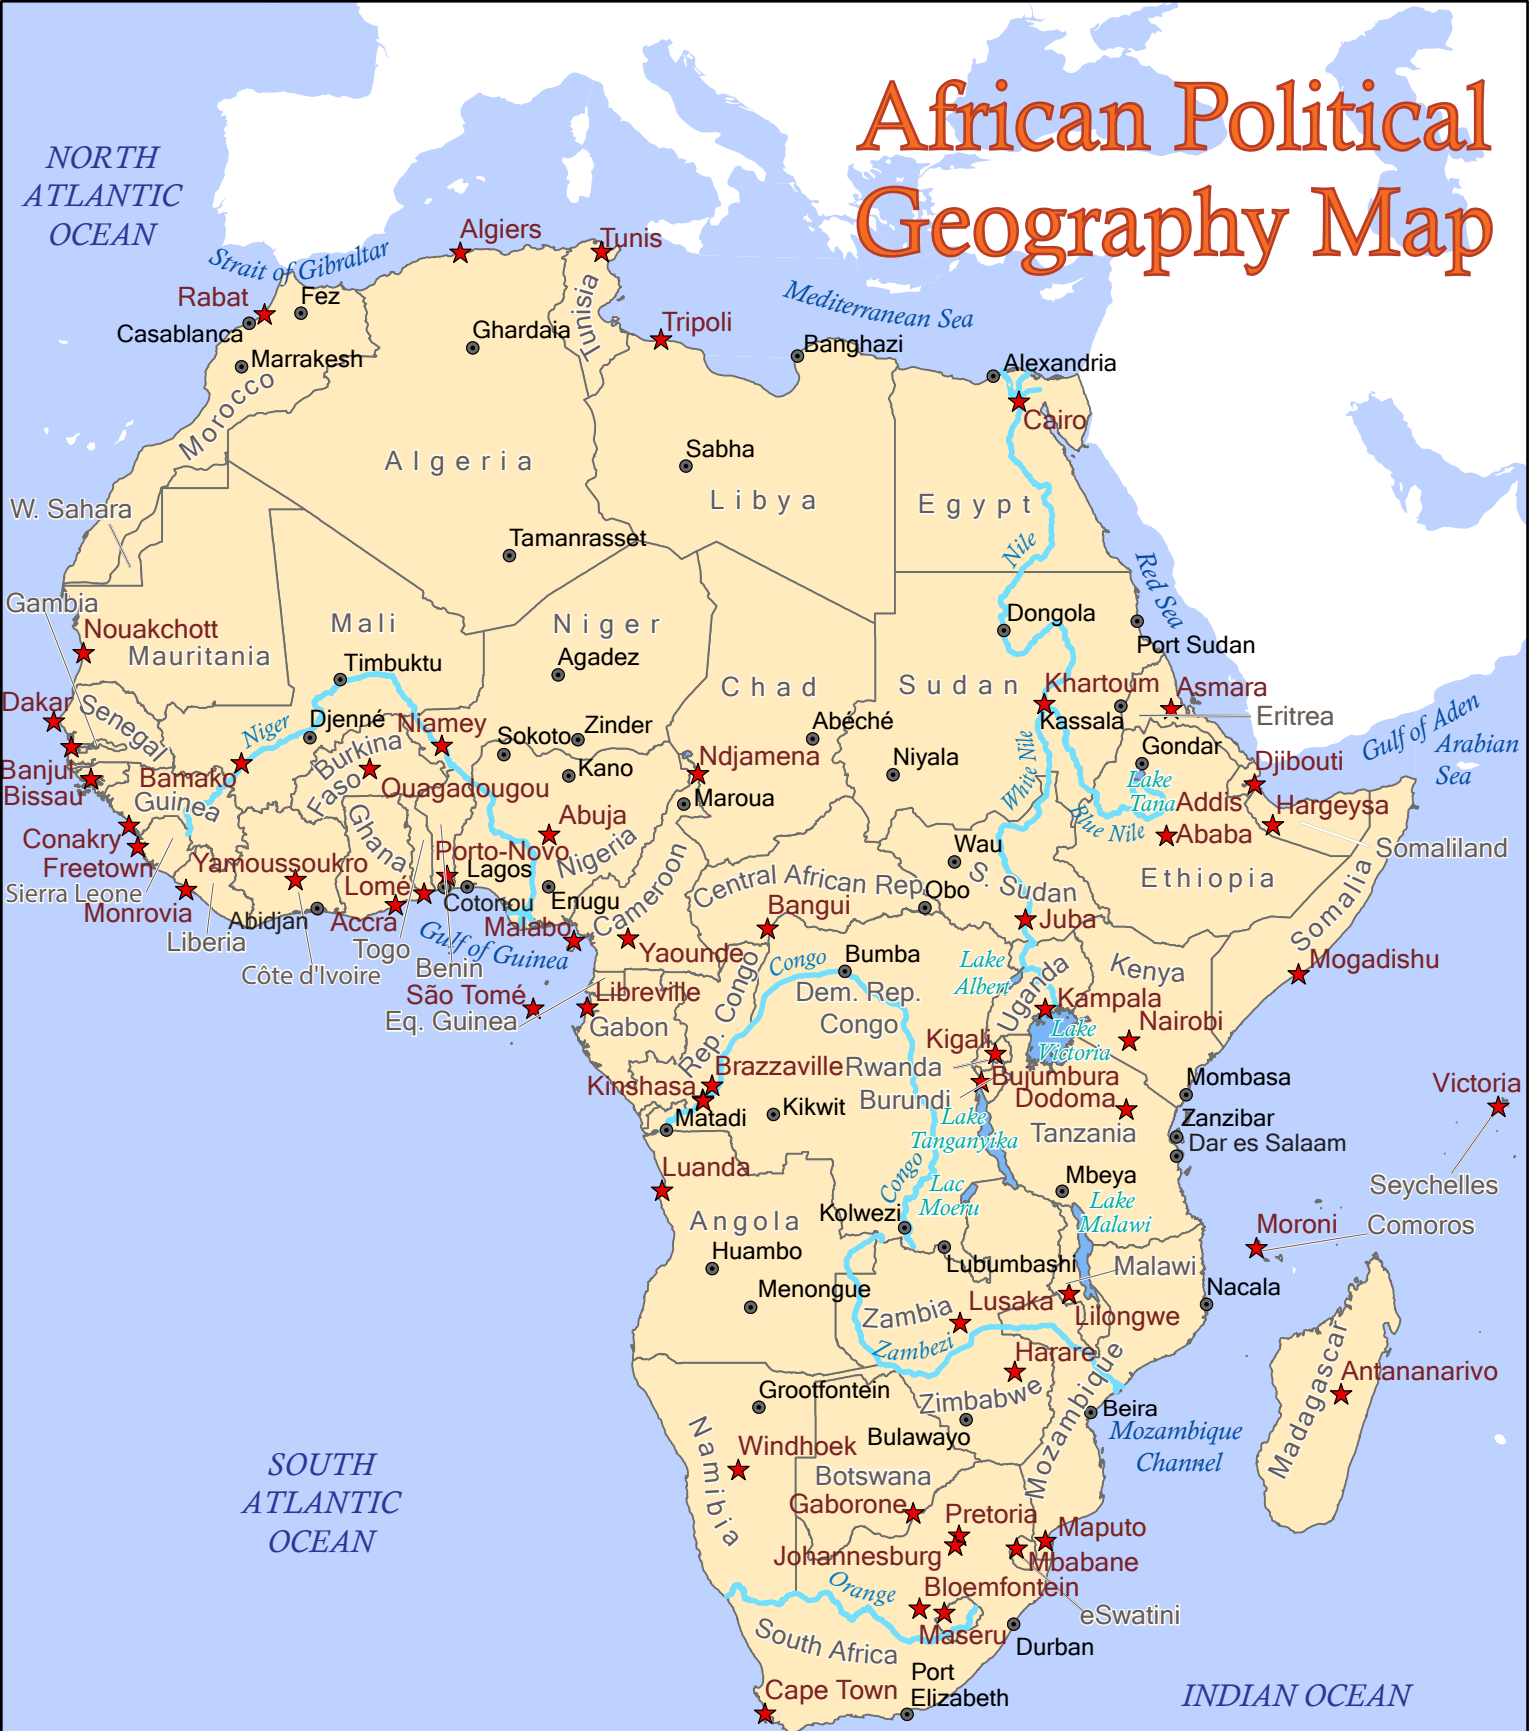 African Political
Geography Map
NORTH
ATLANTIC
OCEAN
Strait of Gibraltar
Algiers
Tunis
Rabat
Fez
Casablanca
Marrakesh
Morocco
Ghardaia
Tunisia
Tripoli
Mediterranean Sea
Banghazi
Alexandria
Cairo
Algeria
Sabha
Libya
Egypt
W. Sahara
Tamanrasset
Nile
Red Sea
Gambia
Nouakchott
Mauritania
Mali
Niger
Timbuktu
Agadez
Chad
Sudan
Dongola
Port Sudan
Khartoum
Asmara
Kassala
Eritrea
Dakar
Senegal
Niger
Djenné
Niamey
Burkina
Faso
Sokoto
Zinder
Kano
Abéché
Niyala
Ndjamena
Maroua
Gondar
Djibouti
Gulf of Aden
Arabian
Sea
Banjul
Bissau
Bamako
Guinea
Ouagadougou
Ghana
Abuja
Nigeria
White Nile
Blue Nile
Lake
Tana
Addis
Ababa
Hargeysa
Somaliland
Conakry
Freetown
Sierra Leone
Yamoussoukro
Porto-Novo
Lagos
Lomé
Cotonou
Enugu
Monrovia
Abidjan
Accra
Liberia
Togo
Côte d'Ivoire
Benin
Gulf of Guinea
Malabo
Cameroon
Yaounde
Central African Rep.
Bangui
Wau
S. Sudan
Obo
Juba
Ethiopia
Somalia
Mogadishu
São Tomé
Eq. Guinea
Libreville
Gabon
Rep. Congo
Congo
Bumba
Dem. Rep.
Congo
Lake
Albert
Uganda
Kenya
Kampala
Nairobi
Lake
Victoria
Kigali
Rwanda
Brazzaville
Kinshasa
Bujumbura
Burundi
Dodoma
Mombasa
Victoria
Matadi
Kikwit
Lake
Tanganyika
Tanzania
Zanzibar
Dar es Salaam
Seychelles
Luanda
Congo
Lac
Moeru
Mbeya
Lake
Malawi
Kolwezi
Angola
Huambo
Menongue
Lubumbashi
Malawi
Moroni
Comoros
Nacala
Zambia
Lusaka
Lilongwe
Zambezi
Harare
Mozambique
Madagascar
Antananarivo
Grootfontein
Zimbabwe
Bulawayo
Beira
Mozambique
Channel
Namibia
Windhoek
Botswana
SOUTH
ATLANTIC
OCEAN
Gaborone
Pretoria
Maputo
Johannesburg
Mbabane
Orange
Bloemfontein
eSwatini
Maseru
South Africa
Durban
Port
Elizabeth
Cape Town
INDIAN OCEAN